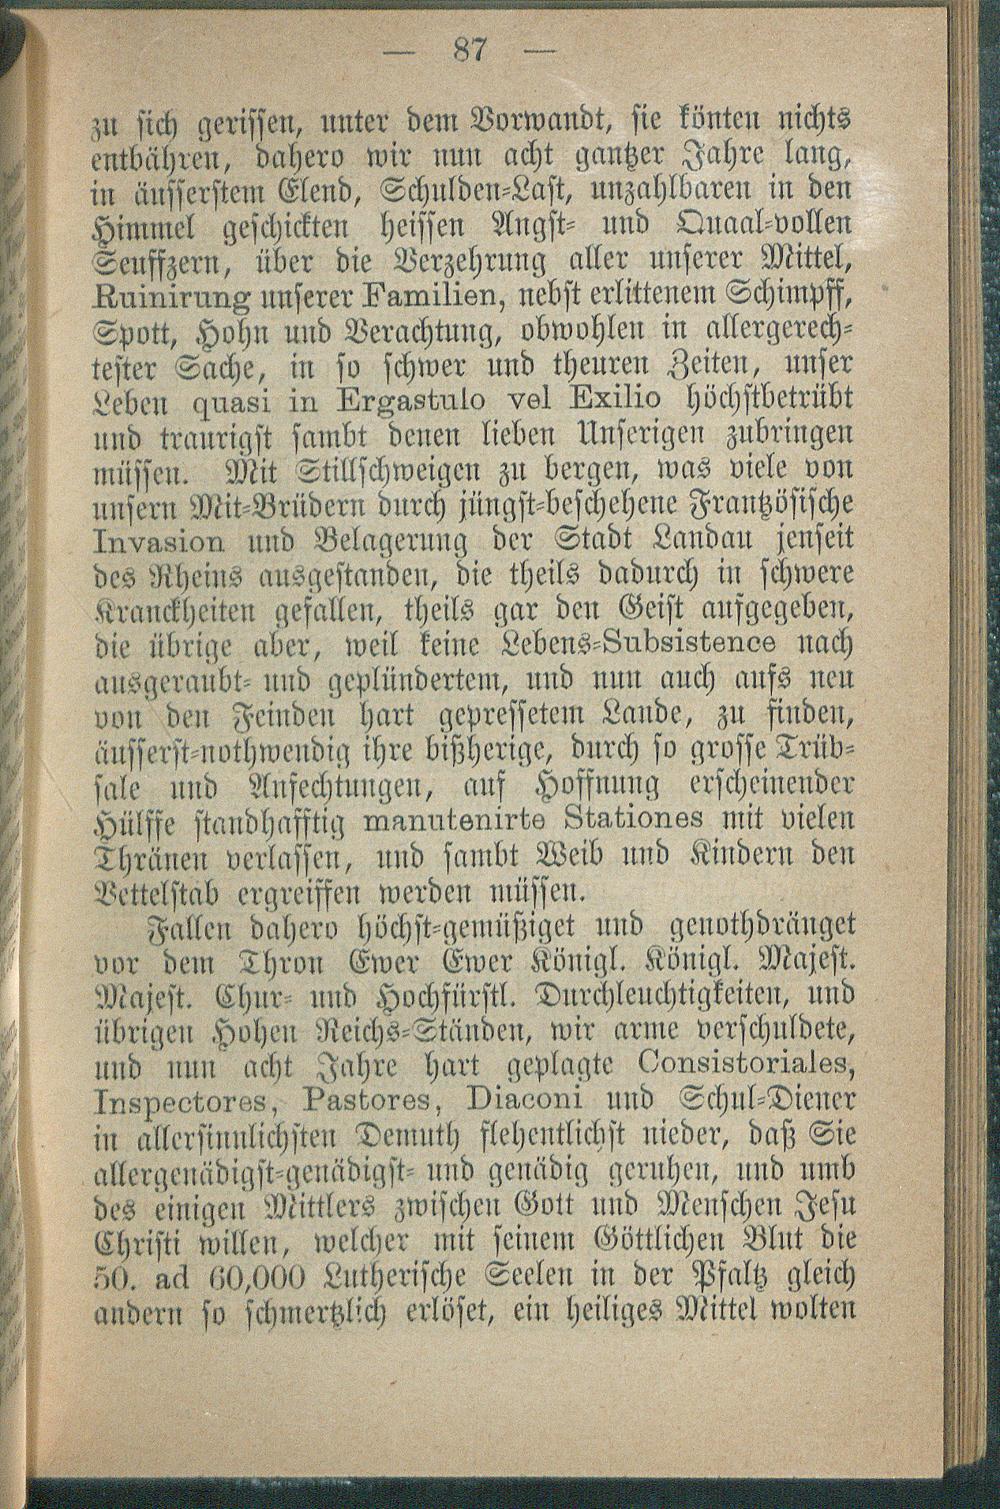 — 87 —
zu sich gerissen, unter dem Vorwandt, sie könten nichts
entbähren, dahero wir nun acht gantzer Jahre lang,
in äusserstem Elend, Schulden-Last, unzahlbaren in den
Himmel geschickten heissen Angst- und Quaal-vollen
Seuffzern, über die Verzehrung aller unserer Mittel,
Ruinirung unserer Familien, nebst erlittenem Schimpff,
Spott, Hohn und Verachtung, obwohlen in allergerech-
tester Sache, in so schwer und theuren Zeiten, unser
Leben quasi in Ergastulo vel Exilio höchstbetrübt
und traurigst sambt denen lieben Unserigen zubringen
müssen. Mit Stillschweigen zu bergen, was viele von
unsern Mit-Brüdern durch jüngst-beschehene Frantzösische
Invasion und Belagerung der Stadt Landau jenseit
des Rheins ausgestanden, die theils dadurch in schwere
Kranckheiten gefallen, theils gar den Geist aufgegeben,
die übrige aber, weil keine Lebens-Subsistence nach
ausgeraubt- und geplündertem, und nun auch aufs neu
von den Feinden hart gepressetem Lande, zu finden,
äusserst-nothwendig ihre bißherige, durch so grosse Trüb-
sale und Anfechtungen, auf Hoffnung erscheinender
Hülffe standhafftig manutenirte Stationes mit vielen
Thränen verlassen, und sambt Weib und Kindern den
Bettelstab ergreiffen werden müssen.
Fallen dahero höchst-gemüßiget und genothdränget
vor dem Thron Ewer Ewer Königl. Königl. Majest.
Majest. Chur- und Hochfürstl. Durchleuchtigkeiten, und
übrigen Hohen Reichs-Ständen, wir arme verschuldete,
und nun acht Jahre hart geplagte Consistoriales,
Inspectores, Pastores, Diaconi und Schul-Diener
in allersinnlichsten Demuth flehentlichst nieder, daß Sie
allergenädigst-genädigst- und genädig geruhen, und umb
des einigen Mittlers zwischen Gott und Menschen Jesu
Christi willen, welcher mit seinem Göttlichen Blut die
50. ad 60,000 Lutherische Seelen in der Pfaltz gleich
andern so schmertzlich erlöset, ein heiliges Mittel wolten